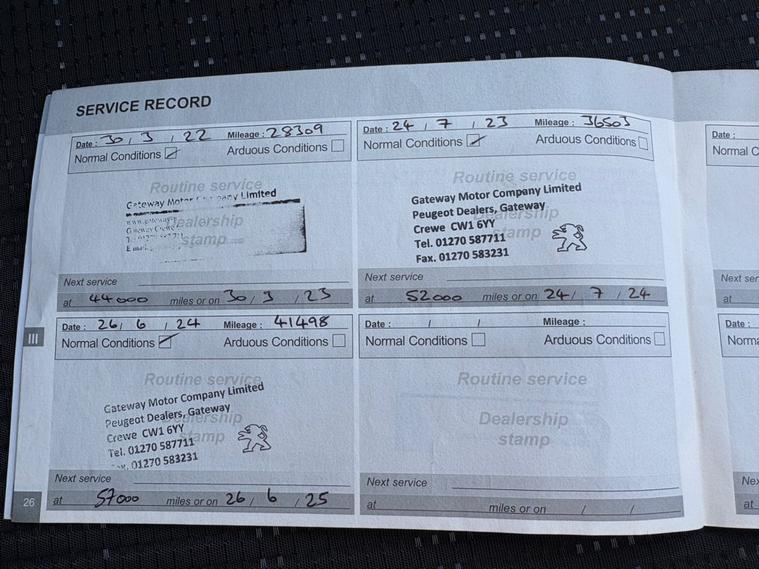 SERVICE RECORD
Date : 30 / 3 / 22 Mileage : 28309
Normal Conditions Arduous Conditions
Routine service
Gateway Motor Company Limited
Dealership
stamp
Next service
at 44000 miles or on 30 / 3 / 23
Date : 24 / 7 / 23 Mileage : 36503
Normal Conditions Arduous Conditions
Routine service
Gateway Motor Company Limited
Peugeot Dealers, Gateway
Dealership
Crewe CW1 6YY
stamp
Tel. 01270 587711
Fax. 01270 583231
Next service
at 52000 miles or on 24 / 7 / 24
III
Date : 26 / 6 / 24 Mileage : 41498
Normal Conditions Arduous Conditions
Routine service
Gateway Motor Company Limited
Peugeot Dealers, Gateway
Dealership
Crewe CW1 6YY
stamp
Tel. 01270 587711
01270 583231
Next service
at 57000 miles or on 26 / 6 / 25
Date : / / Mileage :
Normal Conditions Arduous Conditions
Routine service
Dealership
stamp
Next service
at miles or on / /
26
Date :
Normal C
Next ser
at
Date :
Norma
Nex
at